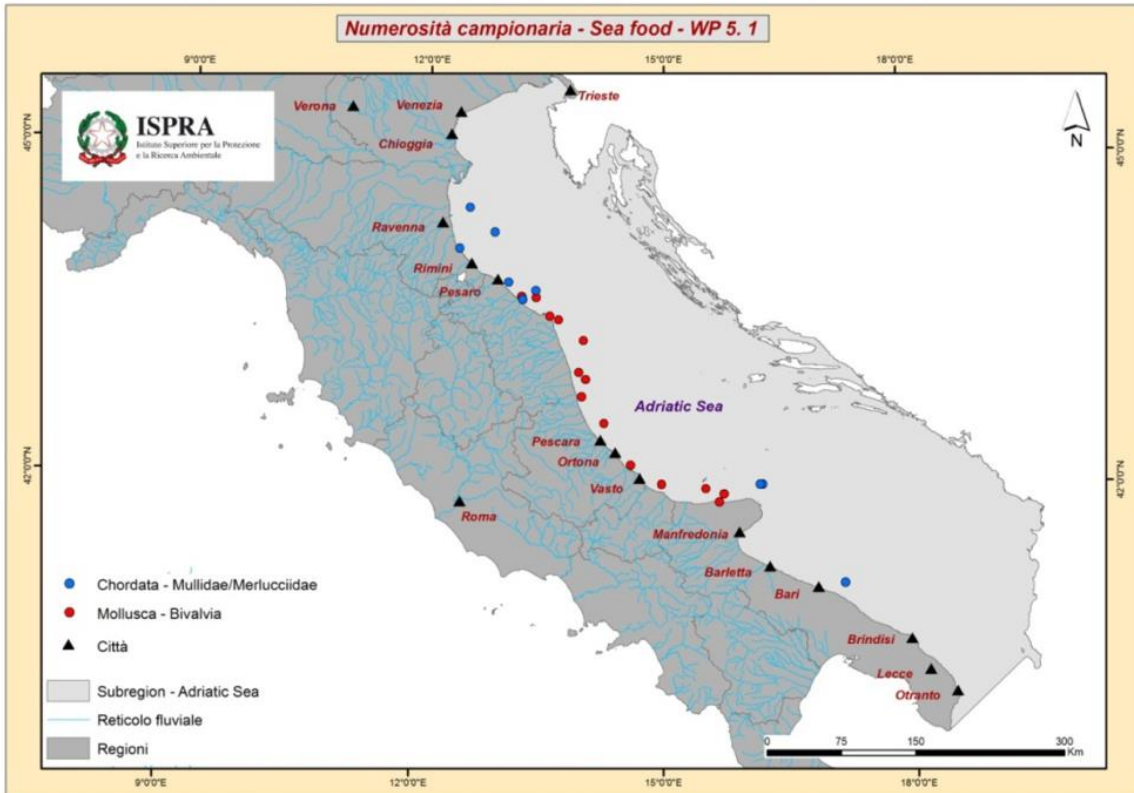 Numerosità campionaria - Sea food - WP 5. 1
9°0'0"E
12°0'0"E
15°0'0"E
18°0'0"E
ISPRA
Istituto Superiore per la Protezione
e la Ricerca Ambientale
Verona
Venezia
Trieste
Chioggia
N
45°0'0"N
45°0'0"N
Ravenna
Rimini
Pesaro
Adriatic Sea
Pescara
Ortona
Vasto
42°0'0"N
42°0'0"N
Roma
Manfredonia
Barletta
Bari
Brindisi
Lecce
Otranto
Chordata - Mullidae/Merlucciidae
Mollusca - Bivalvia
Città
Subregion - Adriatic Sea
Reticolo fluviale
Regioni
0 75 150 300
Km
9°0'0"E
12°0'0"E
15°0'0"E
18°0'0"E